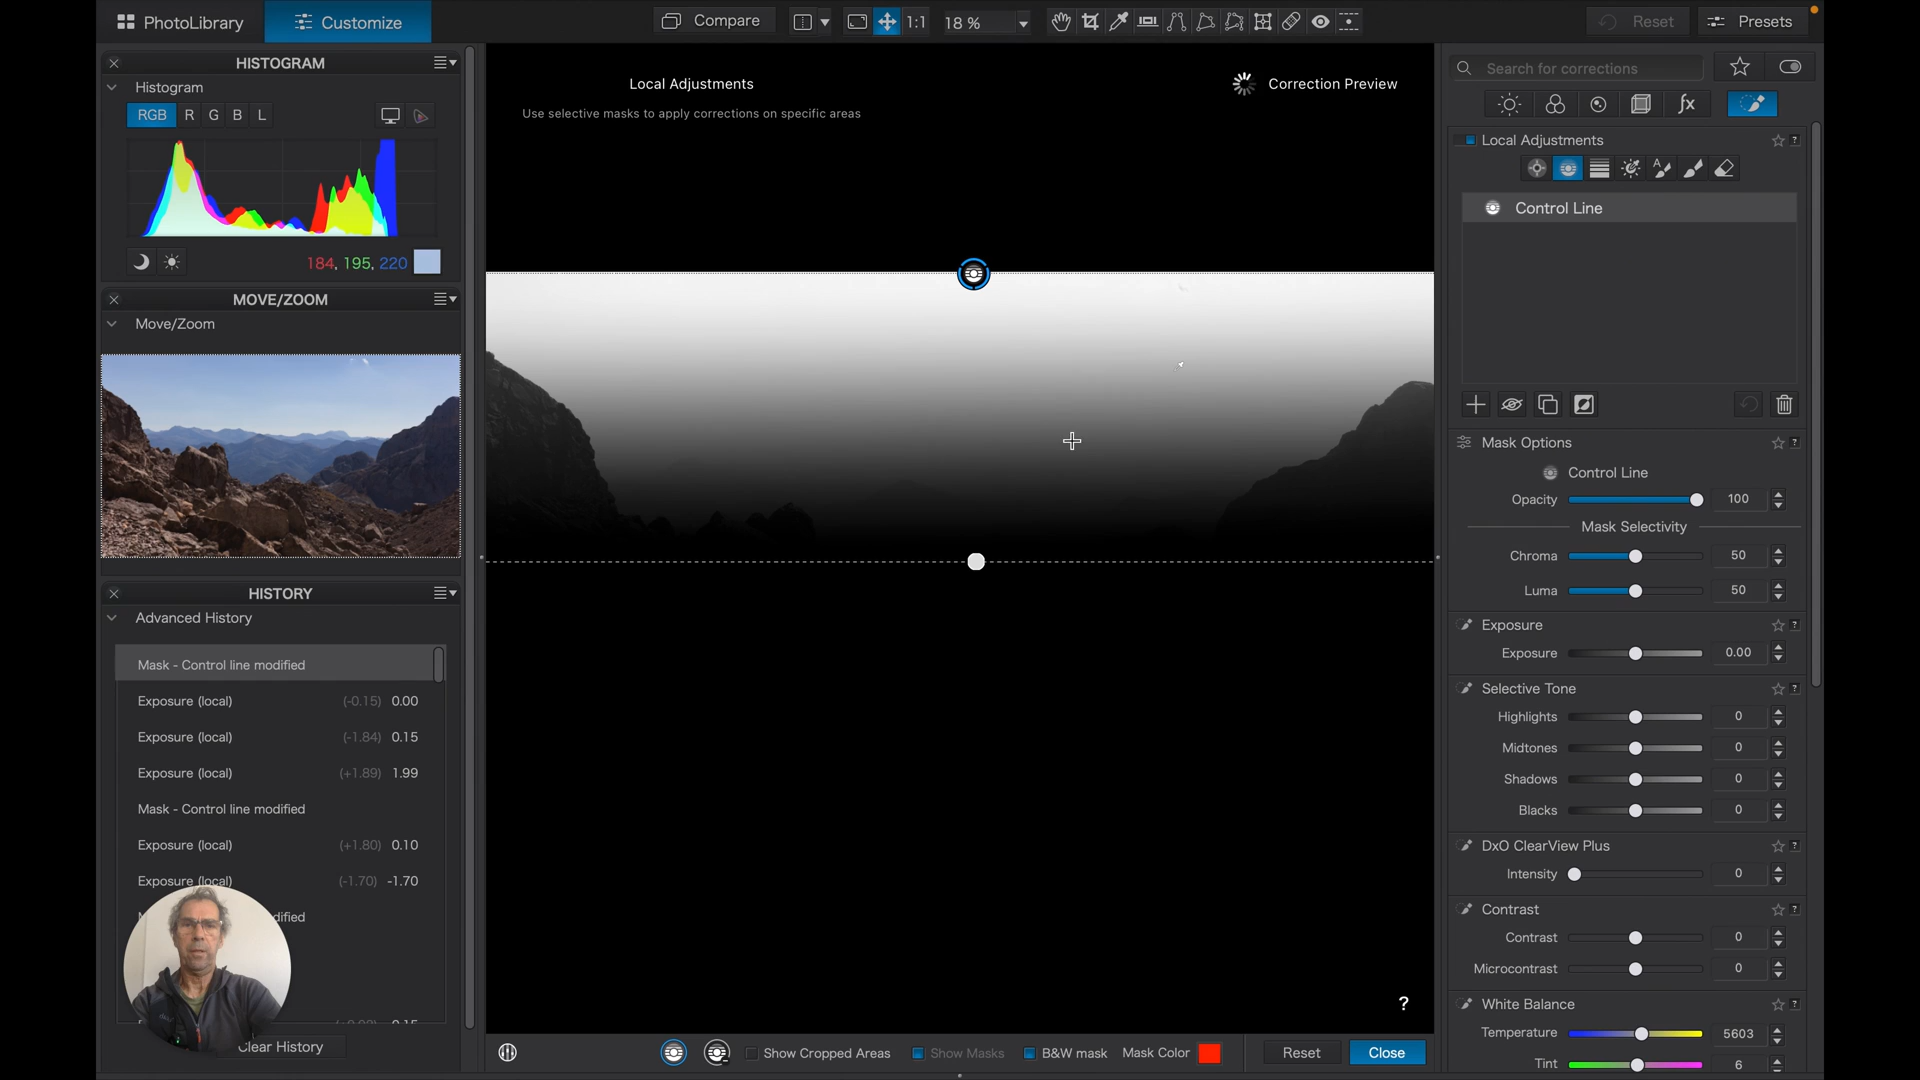 PhotoLibrary
Customize
Compare
1:1
18 %
Reset
Presets
HISTOGRAM
Histogram
RGB R G B L
184, 195, 220
MOVE/ZOOM
Move/Zoom
HISTORY
Advanced History
Mask - Control line modified
Exposure (local) (-0.15) 0.00
Exposure (local) (-1.84) 0.15
Exposure (local) (+1.89) 1.99
Mask - Control line modified
Exposure (local) (+1.80) 0.10
Exposure (local) (-1.70) -1.70
dified
Clear History
Local Adjustments
Use selective masks to apply corrections on specific areas
Correction Preview
?
Show Cropped Areas
Show Masks
B&W mask
Mask Color
Reset
Close
Search for corrections
fx
Local Adjustments ?
Control Line
Mask Options ?
Control Line
Opacity 100
Mask Selectivity
Chroma 50
Luma 50
Exposure ?
Exposure 0.00
Selective Tone ?
Highlights 0
Midtones 0
Shadows 0
Blacks 0
DxO ClearView Plus ?
Intensity 0
Contrast ?
Contrast 0
Microcontrast 0
White Balance ?
Temperature 5603
Tint 6